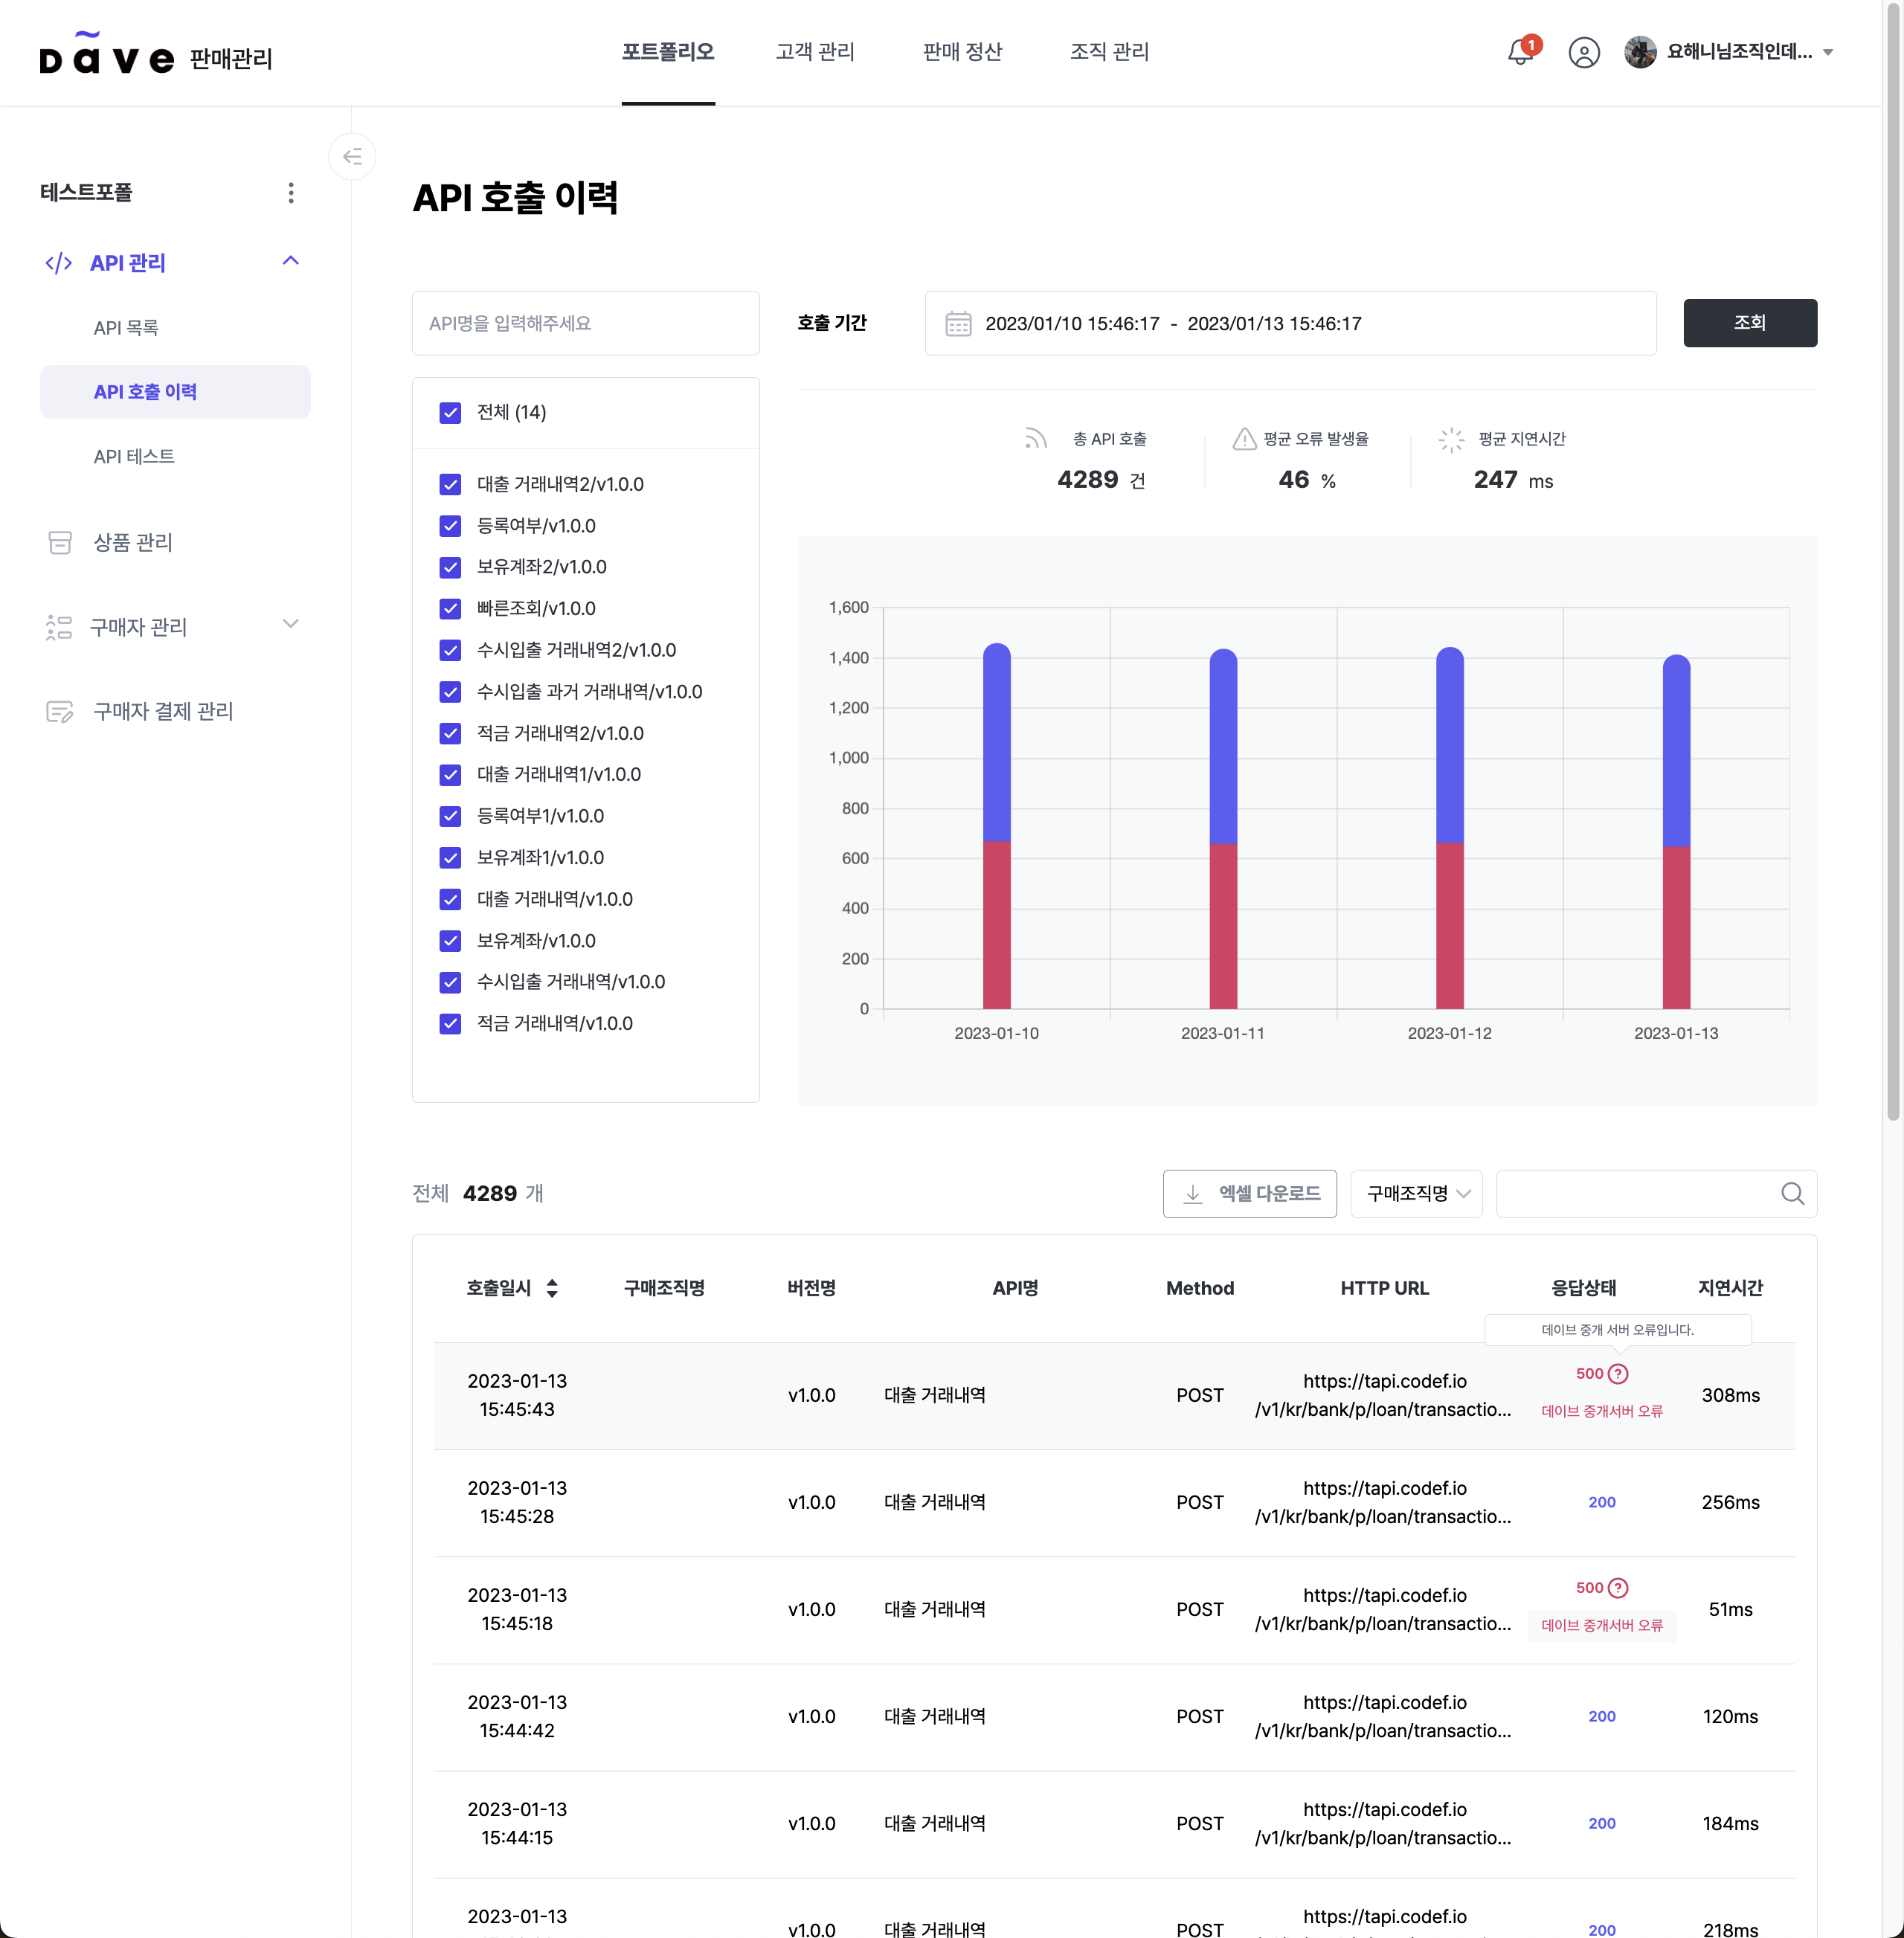 dave 판매관리
포트폴리오
고객 관리
판매 정산
조직 관리
1
요해니님조직인데...
테스트포폴
API 관리
API 목록
API 호출 이력
API 테스트
상품 관리
구매자 관리
구매자 결제 관리
API 호출 이력
API명을 입력해주세요
호출 기간
2023/01/10 15:46:17 - 2023/01/13 15:46:17
조회
전체 (14)
대출 거래내역2/v1.0.0
등록여부/v1.0.0
보유계좌2/v1.0.0
빠른조회/v1.0.0
수시입출 거래내역2/v1.0.0
수시입출 과거 거래내역/v1.0.0
적금 거래내역2/v1.0.0
대출 거래내역1/v1.0.0
등록여부1/v1.0.0
보유계좌1/v1.0.0
대출 거래내역/v1.0.0
보유계좌/v1.0.0
수시입출 거래내역/v1.0.0
적금 거래내역/v1.0.0
총 API 호출
4289 건
평균 오류 발생율
46 %
평균 지연시간
247 ms
1,600
1,400
1,200
1,000
800
600
400
200
0
2023-01-10
2023-01-11
2023-01-12
2023-01-13
전체 4289 개
엑셀 다운로드
구매조직명
호출일시
구매조직명
버전명
API명
Method
HTTP URL
응답상태
지연시간
데이브 중개 서버 오류입니다.
2023-01-13
15:45:43
v1.0.0
대출 거래내역
POST
https://tapi.codef.io
/v1/kr/bank/p/loan/transactio...
500 ?
데이브 중개서버 오류
308ms
2023-01-13
15:45:28
v1.0.0
대출 거래내역
POST
https://tapi.codef.io
/v1/kr/bank/p/loan/transactio...
200
256ms
2023-01-13
15:45:18
v1.0.0
대출 거래내역
POST
https://tapi.codef.io
/v1/kr/bank/p/loan/transactio...
500 ?
데이브 중개서버 오류
51ms
2023-01-13
15:44:42
v1.0.0
대출 거래내역
POST
https://tapi.codef.io
/v1/kr/bank/p/loan/transactio...
200
120ms
2023-01-13
15:44:15
v1.0.0
대출 거래내역
POST
https://tapi.codef.io
/v1/kr/bank/p/loan/transactio...
200
184ms
2023-01-13
v1.0.0
대출 거래내역
POST
https://tapi.codef.io
200
218ms